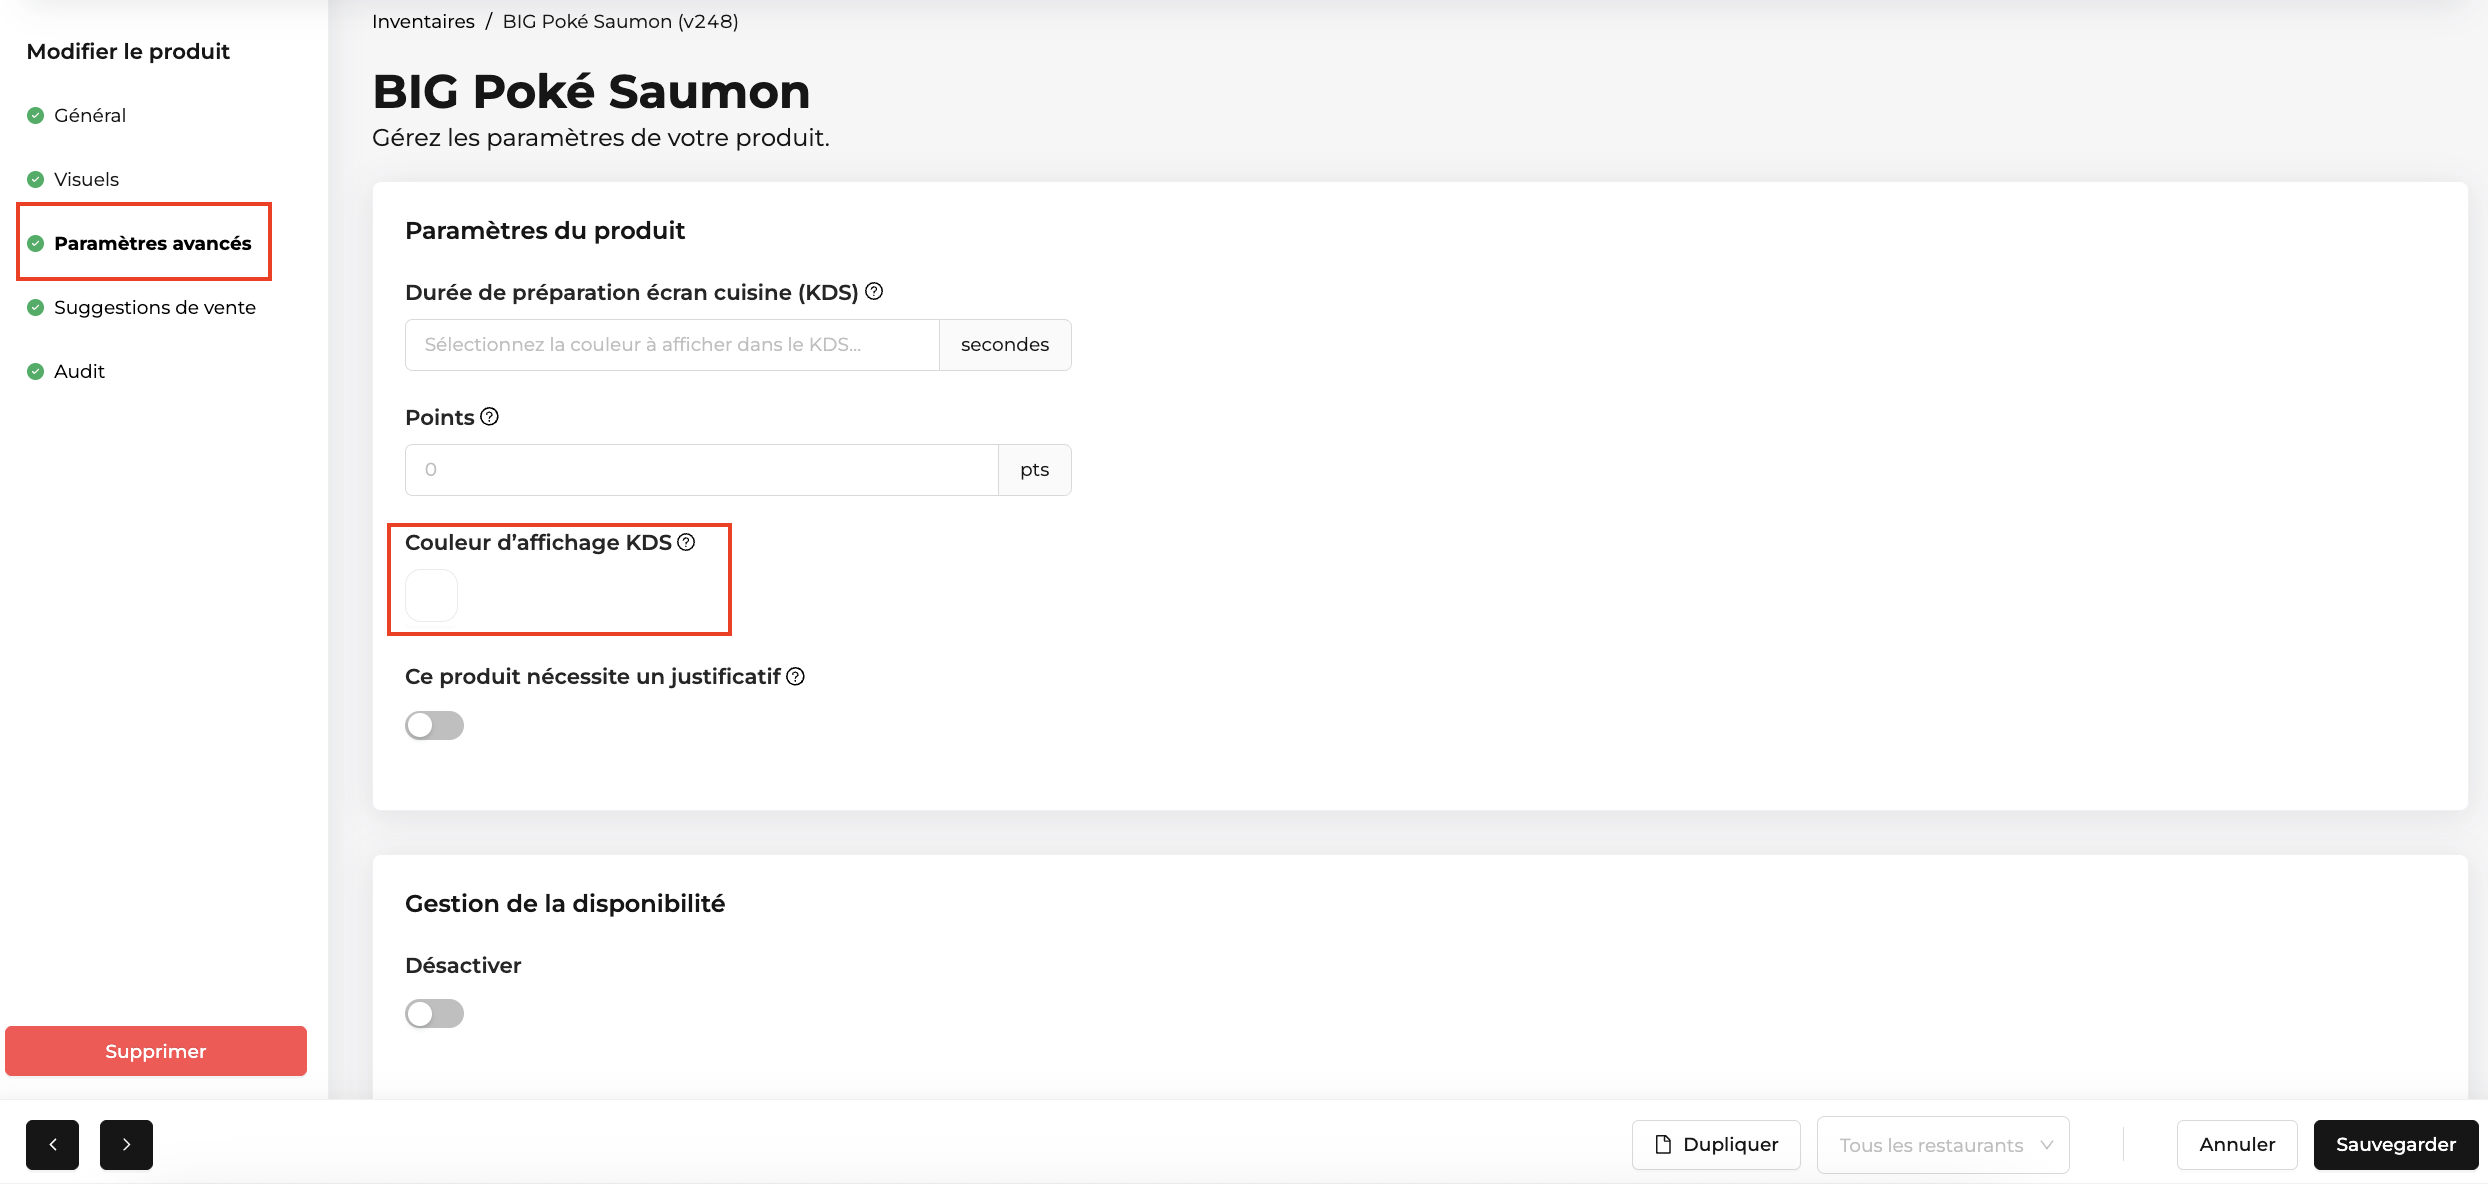 Inventaires / BIG Poké Saumon (v248)
Modifier le produit
Général
Visuels
Paramètres avancés
Suggestions de vente
Audit
Supprimer
BIG Poké Saumon
Gérez les paramètres de votre produit.
Paramètres du produit
Durée de préparation écran cuisine (KDS)
Sélectionnez la couleur à afficher dans le KDS...
secondes
Points
0
pts
Couleur d’affichage KDS
Ce produit nécessite un justificatif
Gestion de la disponibilité
Désactiver
Dupliquer
Tous les restaurants
Annuler
Sauvegarder